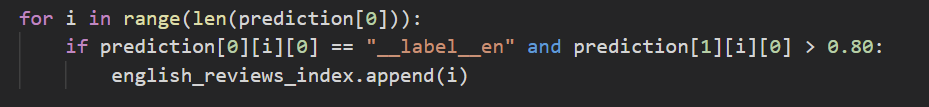 for i in range(len(prediction[0])):
    if prediction[0][i][0] == "__label__en" and prediction[1][i][0] > 0.80:
        english_reviews_index.append(i)